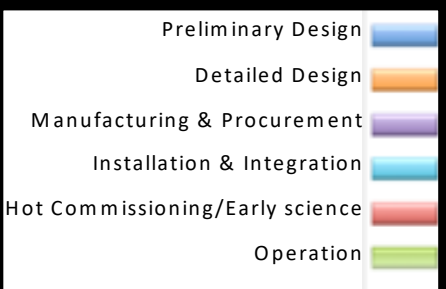 Preliminary Design
Detailed Design
Manufacturing & Procurement
Installation & Integration
Hot Commissioning/Early science
Operation